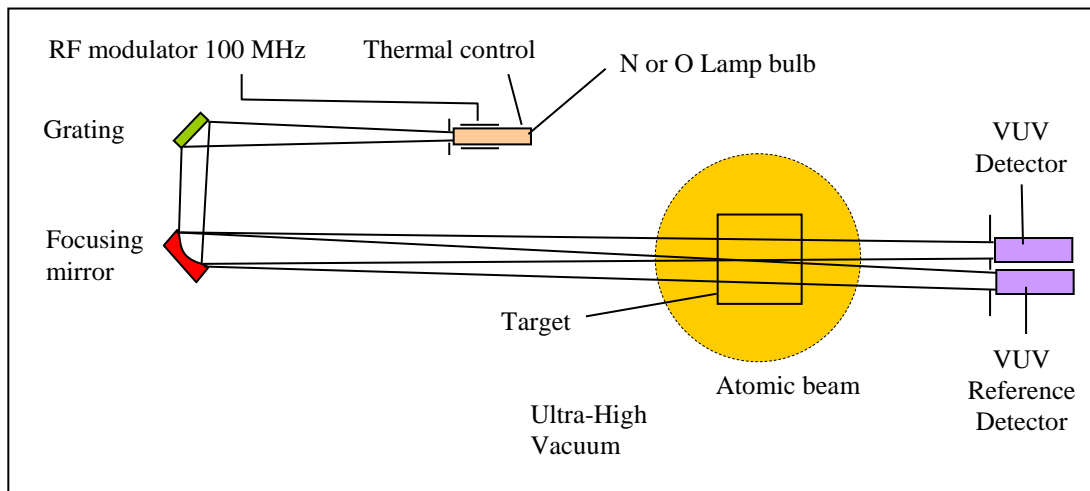 RF modulator 100 MHz
Thermal control
N or O Lamp bulb
Grating
VUV
Detector
Focusing
mirror
Target
Atomic beam
VUV
Reference
Detector
Ultra-High
Vacuum